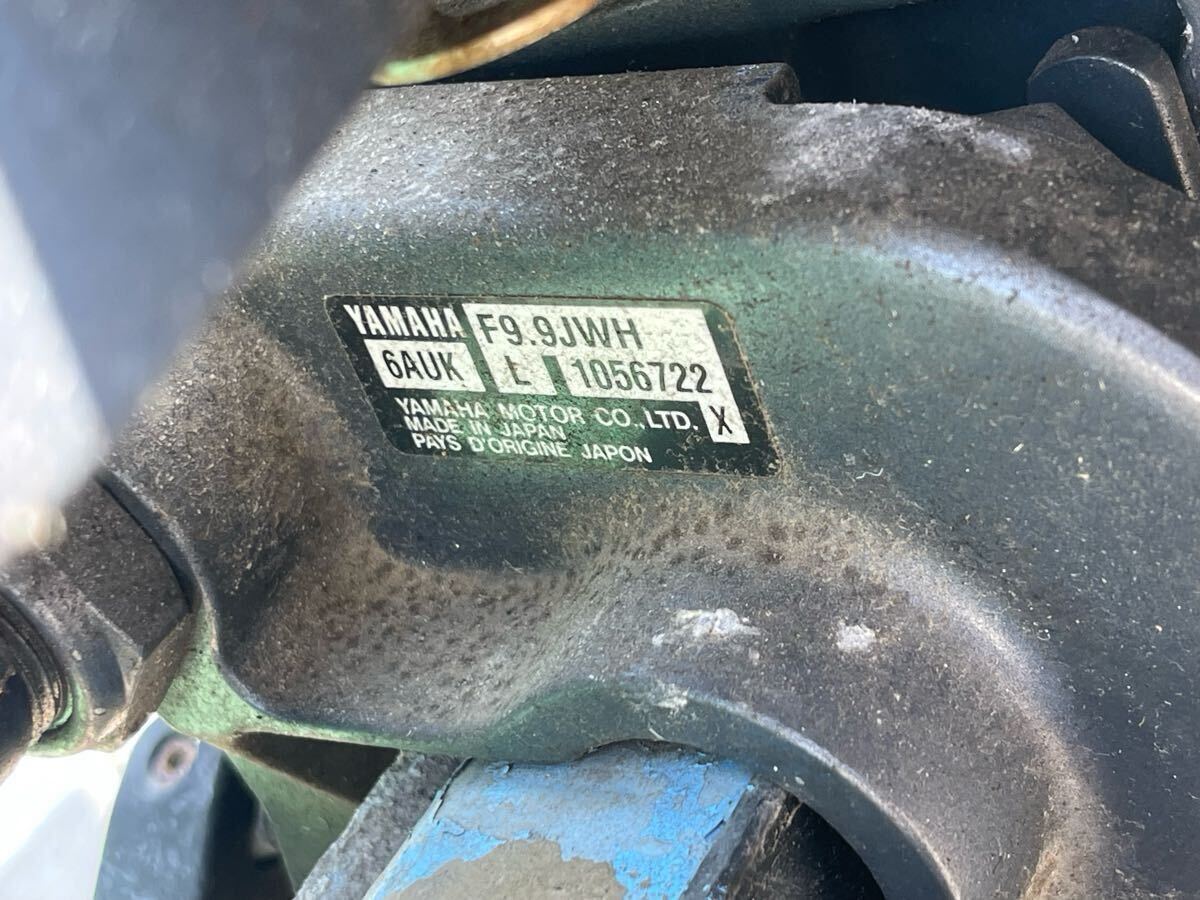 YAMAHA F9.9JWH
6AUK L 1056722
YAMAHA MOTOR CO.,LTD. X
MADE IN JAPAN
PAYS D'ORIGINE JAPON